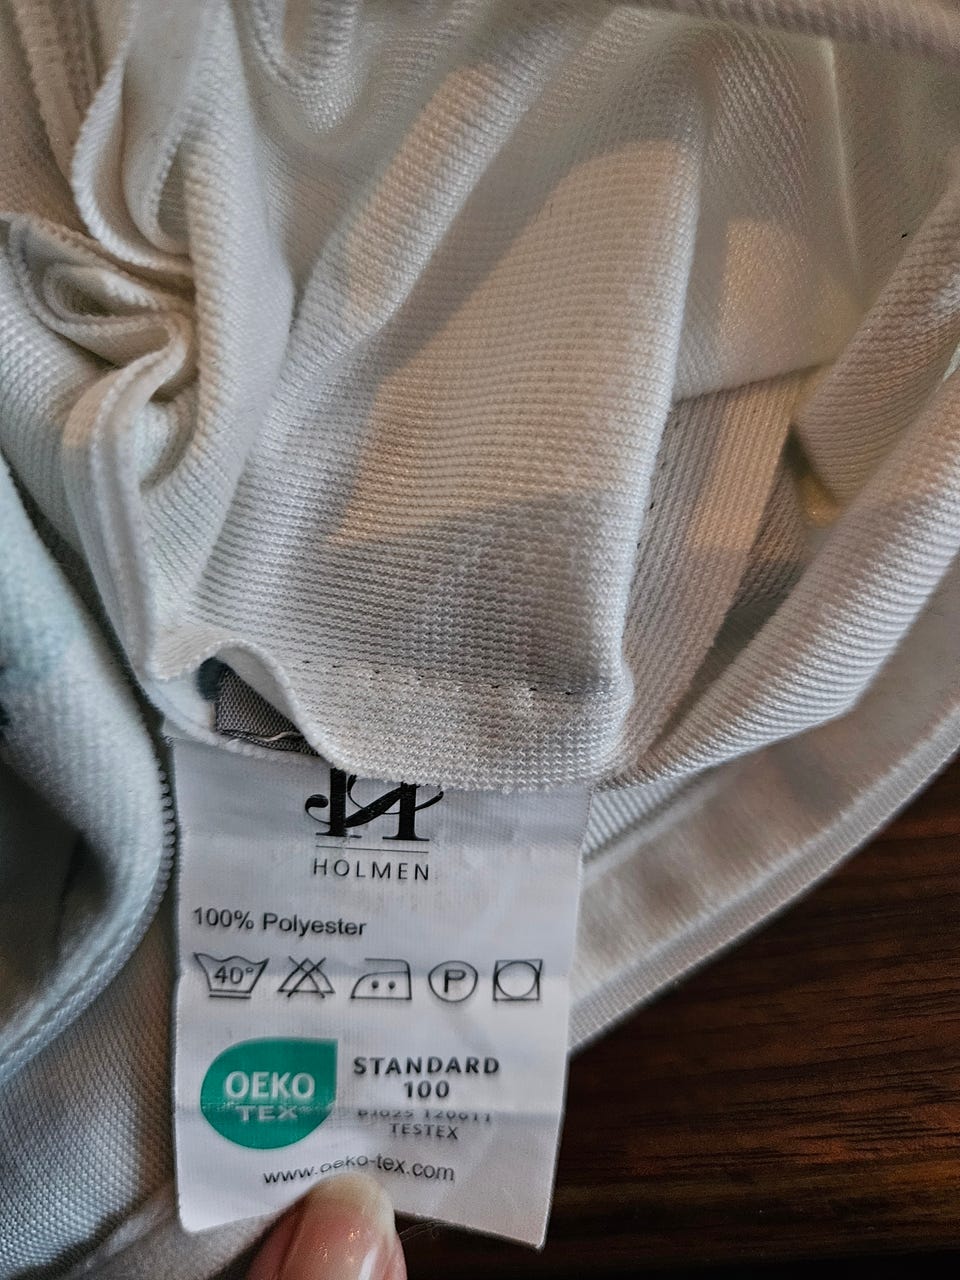 HOLMEN
100% Polyester
40°
P
OEKO
TEX
STANDARD
100
TESTEX
www.oeko-tex.com